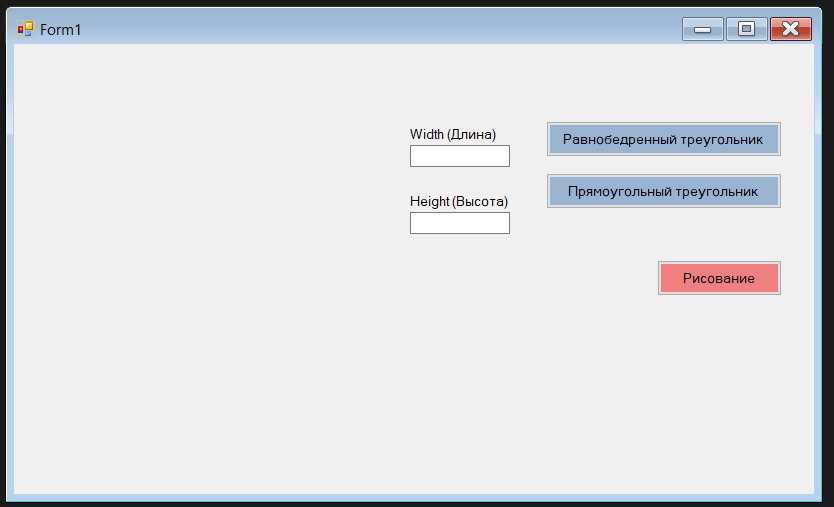 Form1
Width (Длина)
Равнобедренный треугольник
Прямоугольный треугольник
Height (Высота)
Рисование